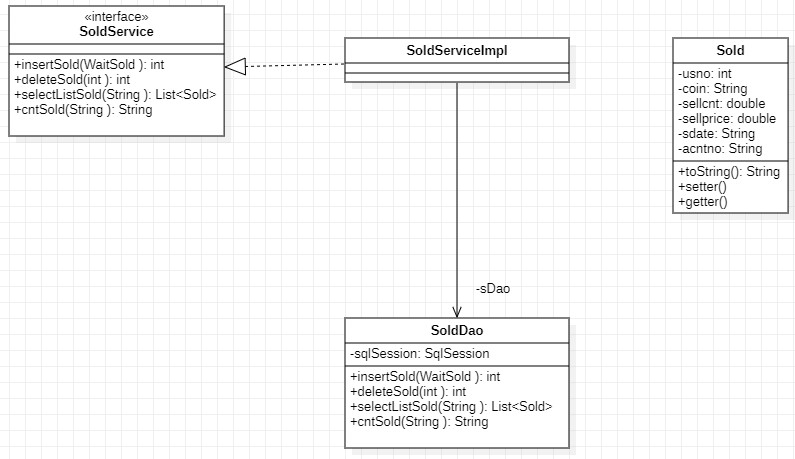 «interface»
SoldService
+insertSold(WaitSold ): int
+deleteSold(int ): int
+selectListSold(String ): List<Sold>
+cntSold(String ): String
SoldServiceImpl
Sold
-usno: int
-coin: String
-sellcnt: double
-sellprice: double
-sdate: String
-acntno: String
+toString(): String
+setter()
+getter()
-sDao
SoldDao
-sqlSession: SqlSession
+insertSold(WaitSold ): int
+deleteSold(int ): int
+selectListSold(String ): List<Sold>
+cntSold(String ): String